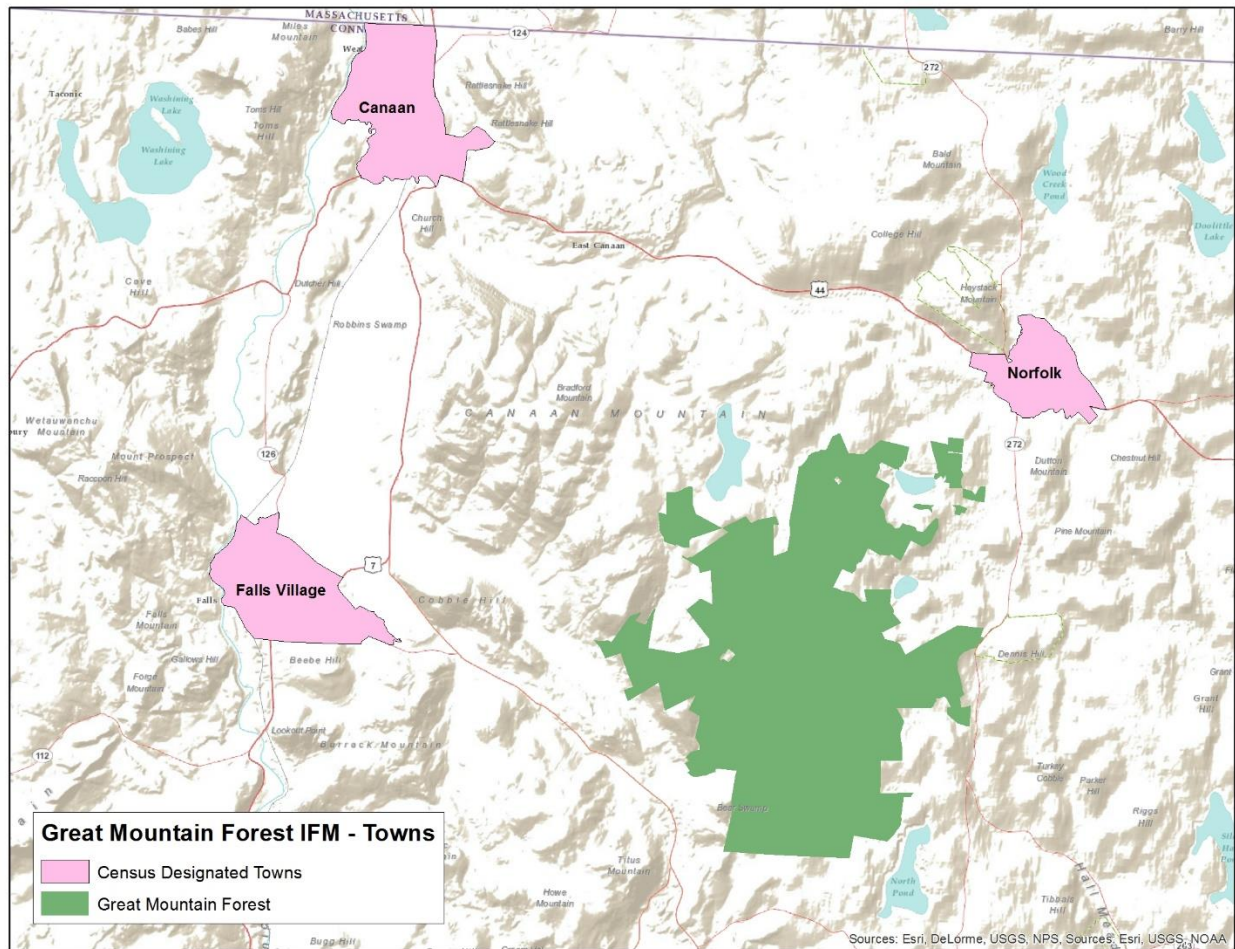 MASSACHUSETTS
CONN
Babes Hill
Miles
Mountain
124
Barry Hill
272
Taconic
Washining
Lake
Washining
Lake
Toms Hill
Toms
Hill
Canaan
Rattlesnake Hill
Rattlesnake Hill
Bald
Mountain
Wood
Creek
Pond
Doolittle
Lake
Church
Hill
East Canaan
College Hill
Cave
Hill
Dutcher Hill
44
Haystack
Mountain
Robbins Swamp
Norfolk
Bradford
Mountain
CANAAN MOUNTAIN
Wetauwanchu
Mountain
bury
Mount Prospect
126
Raccoon Hill
272
Dutton
Mountain
Chestnut Hill
Pine Mountain
7
Falls Village
Falls
Cobble Hill
Falls
Mountain
Gallows Hill
Beebe Hill
Dennis Hill
Forge
Mountain
Grant
Grant
Hill
Lookout Point
Barrack Mountain
112
Turkey
Cobble
Parker
Hill
Riggs
Hill
Bear Swamp
Great Mountain Forest IFM - Towns
Census Designated Towns
Great Mountain Forest
Titus
Mountain
Howe
Mountain
North
Pond
Tibbals
Hill
Bugg Hill
Sources: Esri, DeLorme, USGS, NPS, Sources: Esri, USGS, NOAA